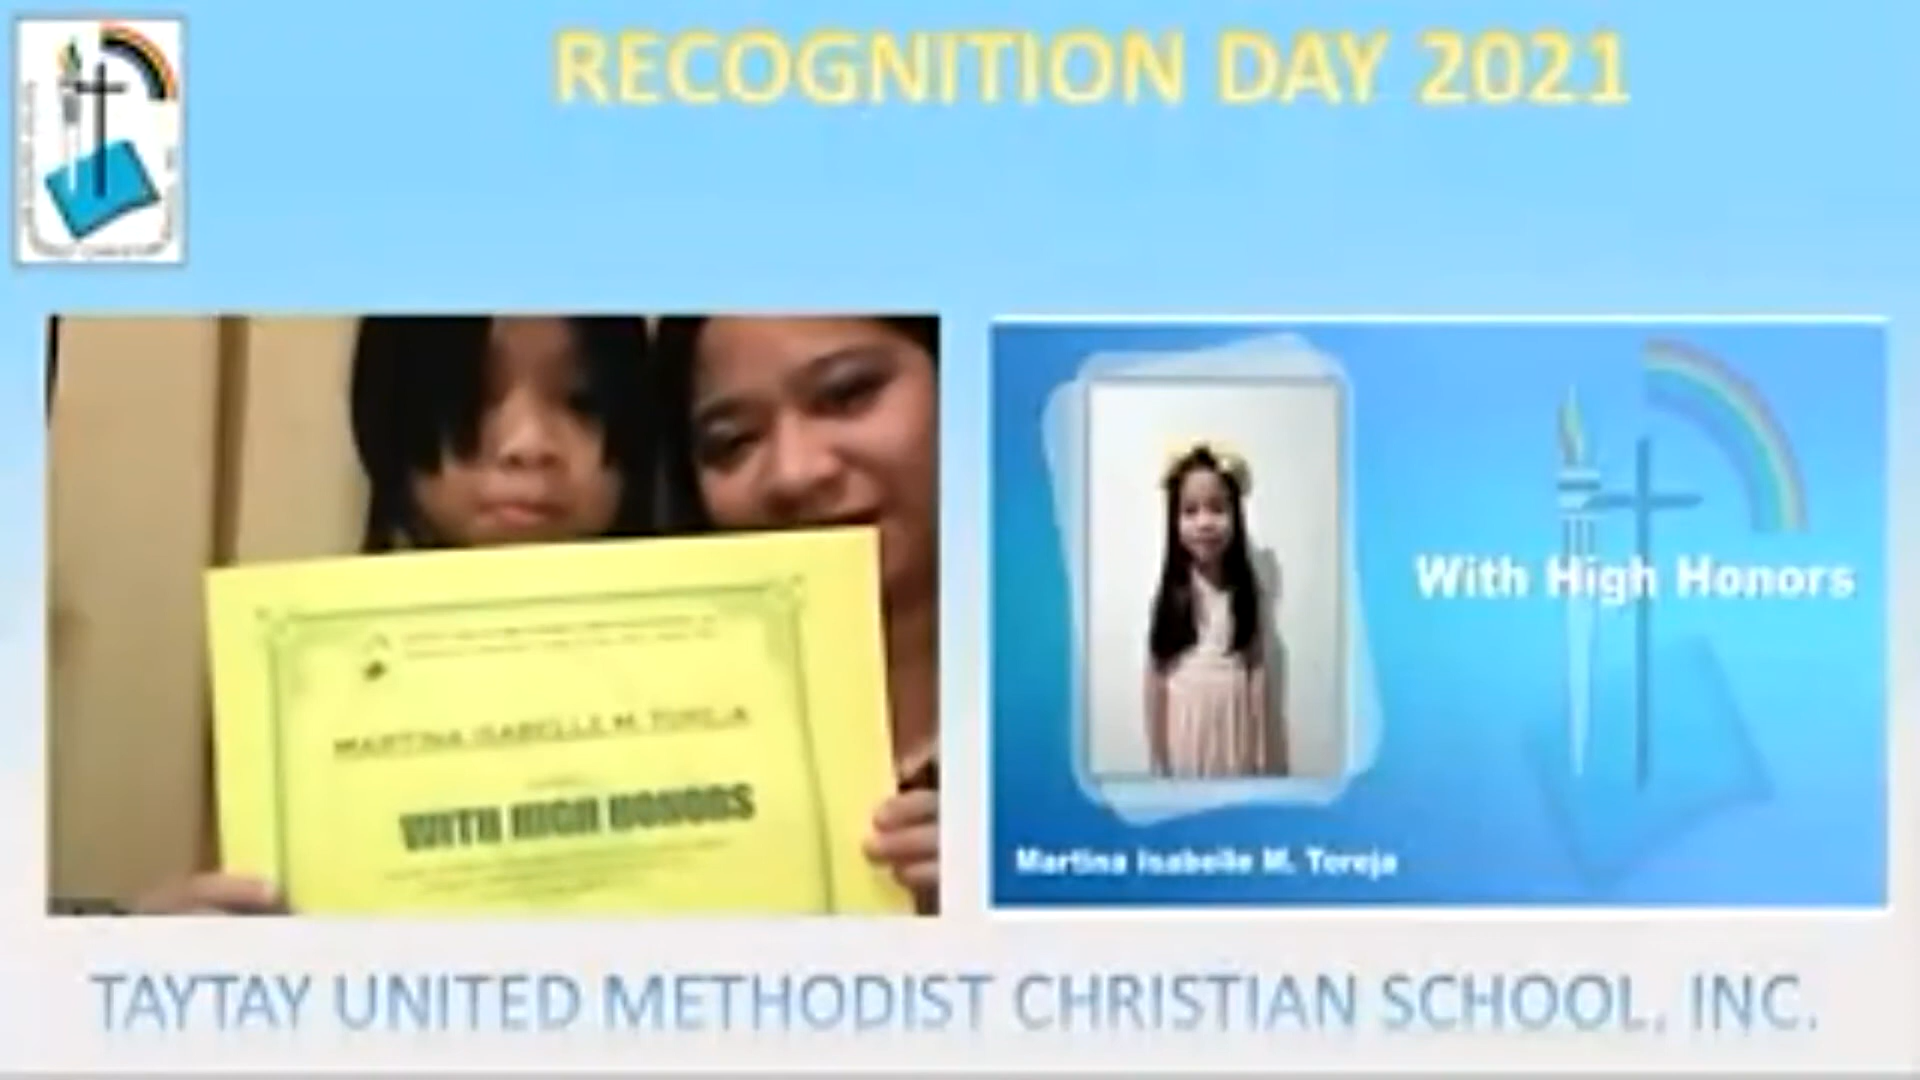 RECOGNITION DAY 2021
MARTINA ISABELLE M. TOREJA
WITH HIGH HONORS
With High Honors
Martina Isabelle M. Toreja
TAYTAY UNITED METHODIST CHRISTIAN SCHOOL, INC.